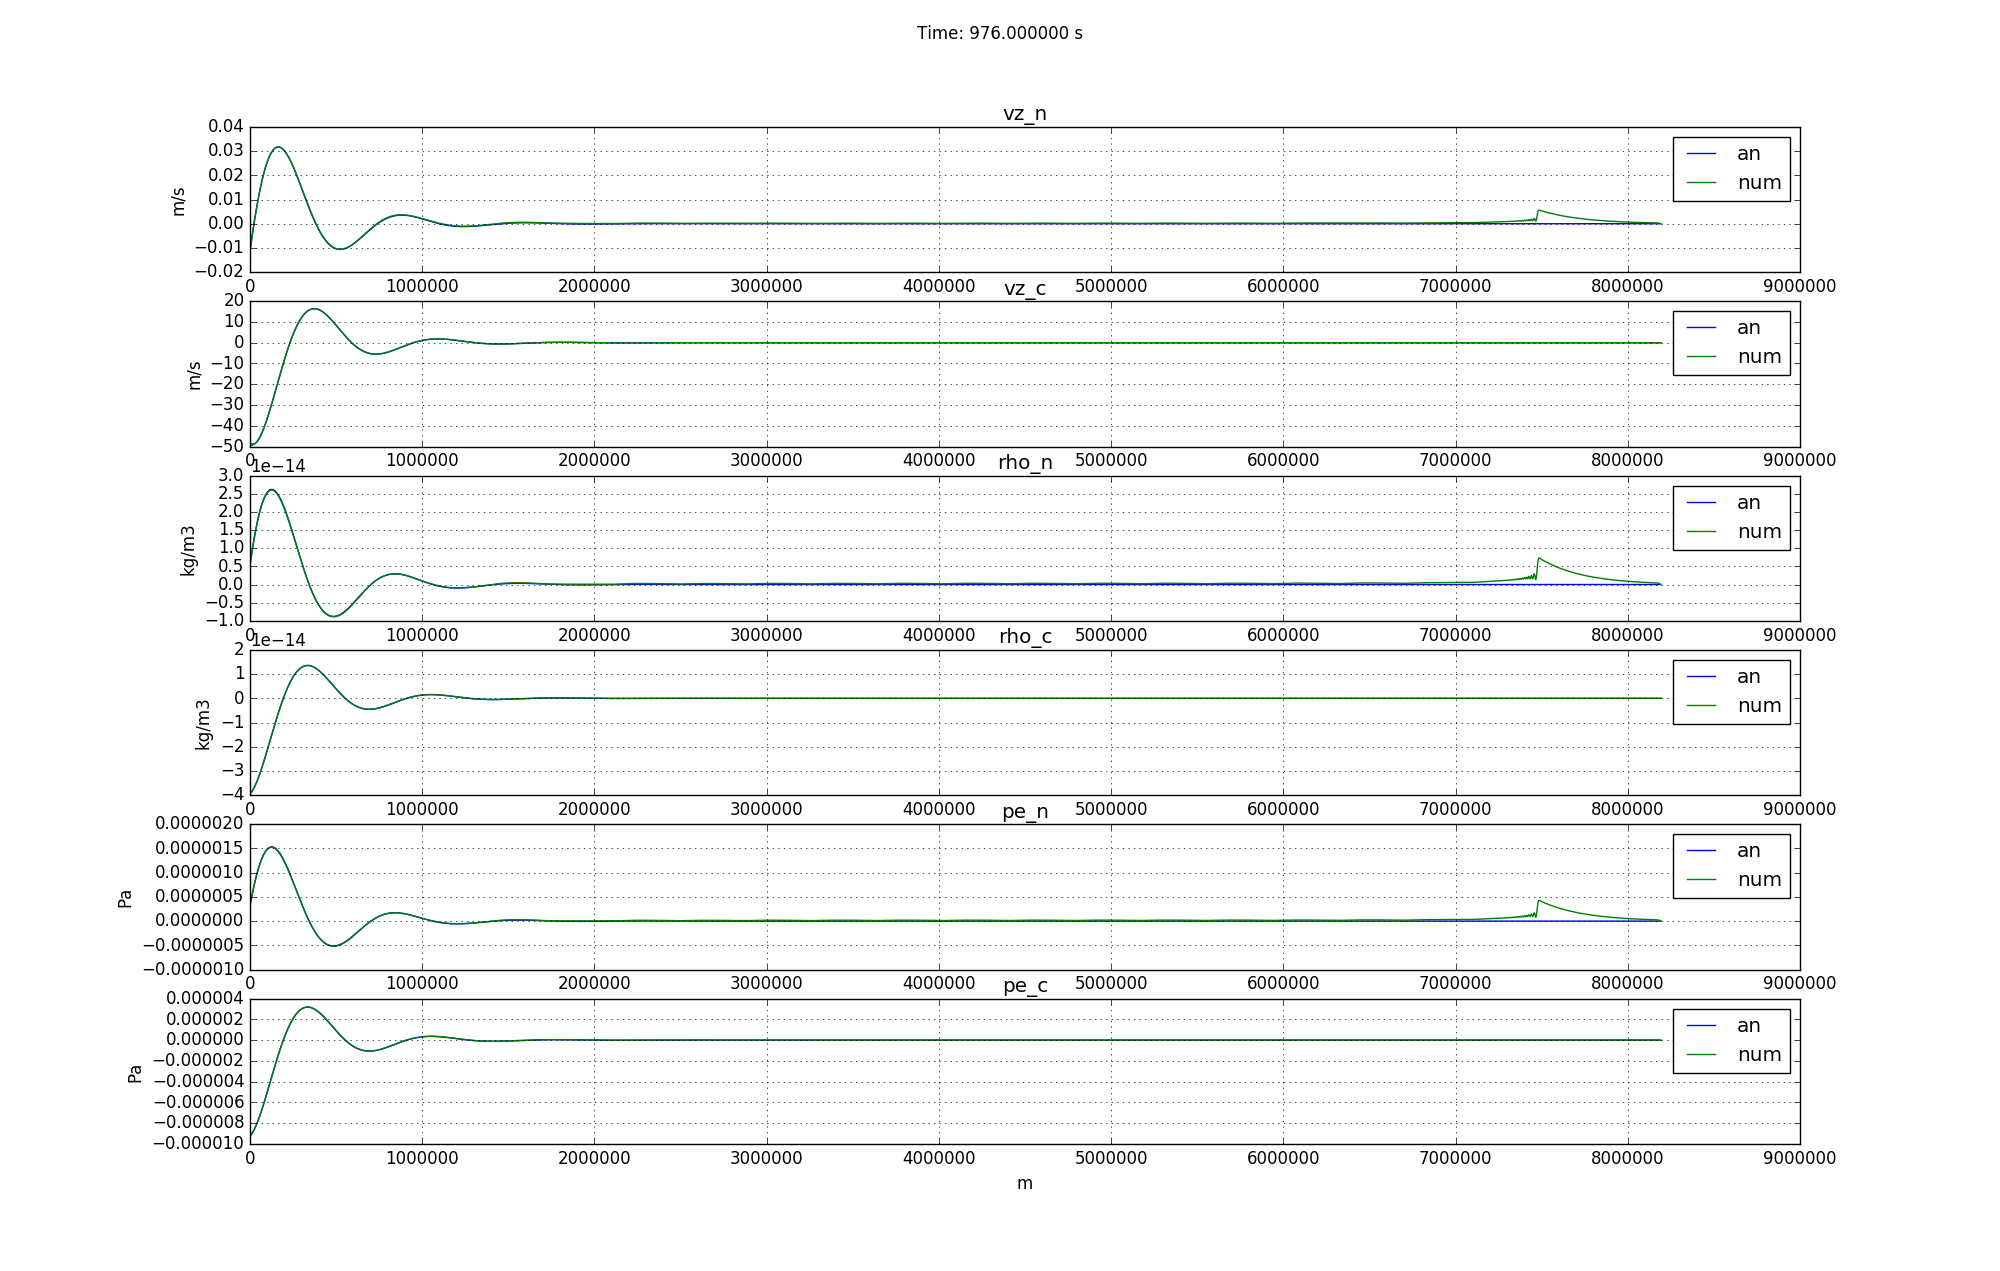 Time: 976.000000 s
vz_n
0.04
0.03
0.02
0.01
0.00
−0.01
−0.02
m/s
an
num
0 1000000 2000000 3000000 4000000 5000000 6000000 7000000 8000000 9000000
vz_c
20
10
0
−10
−20
−30
−40
−50
m/s
an
num
0 1000000 2000000 3000000 4000000 5000000 6000000 7000000 8000000 9000000
1e−14
rho_n
3.0
2.5
2.0
1.5
1.0
0.5
0.0
−0.5
−1.0
kg/m3
an
num
0 1000000 2000000 3000000 4000000 5000000 6000000 7000000 8000000 9000000
1e−14
rho_c
2
1
0
−1
−2
−3
−4
kg/m3
an
num
0 1000000 2000000 3000000 4000000 5000000 6000000 7000000 8000000 9000000
pe_n
0.0000020
0.0000015
0.0000010
0.0000005
0.0000000
−0.0000005
−0.0000010
Pa
an
num
0 1000000 2000000 3000000 4000000 5000000 6000000 7000000 8000000 9000000
pe_c
0.000004
0.000002
0.000000
−0.000002
−0.000004
−0.000006
−0.000008
−0.000010
Pa
an
num
0 1000000 2000000 3000000 4000000 5000000 6000000 7000000 8000000 9000000
m